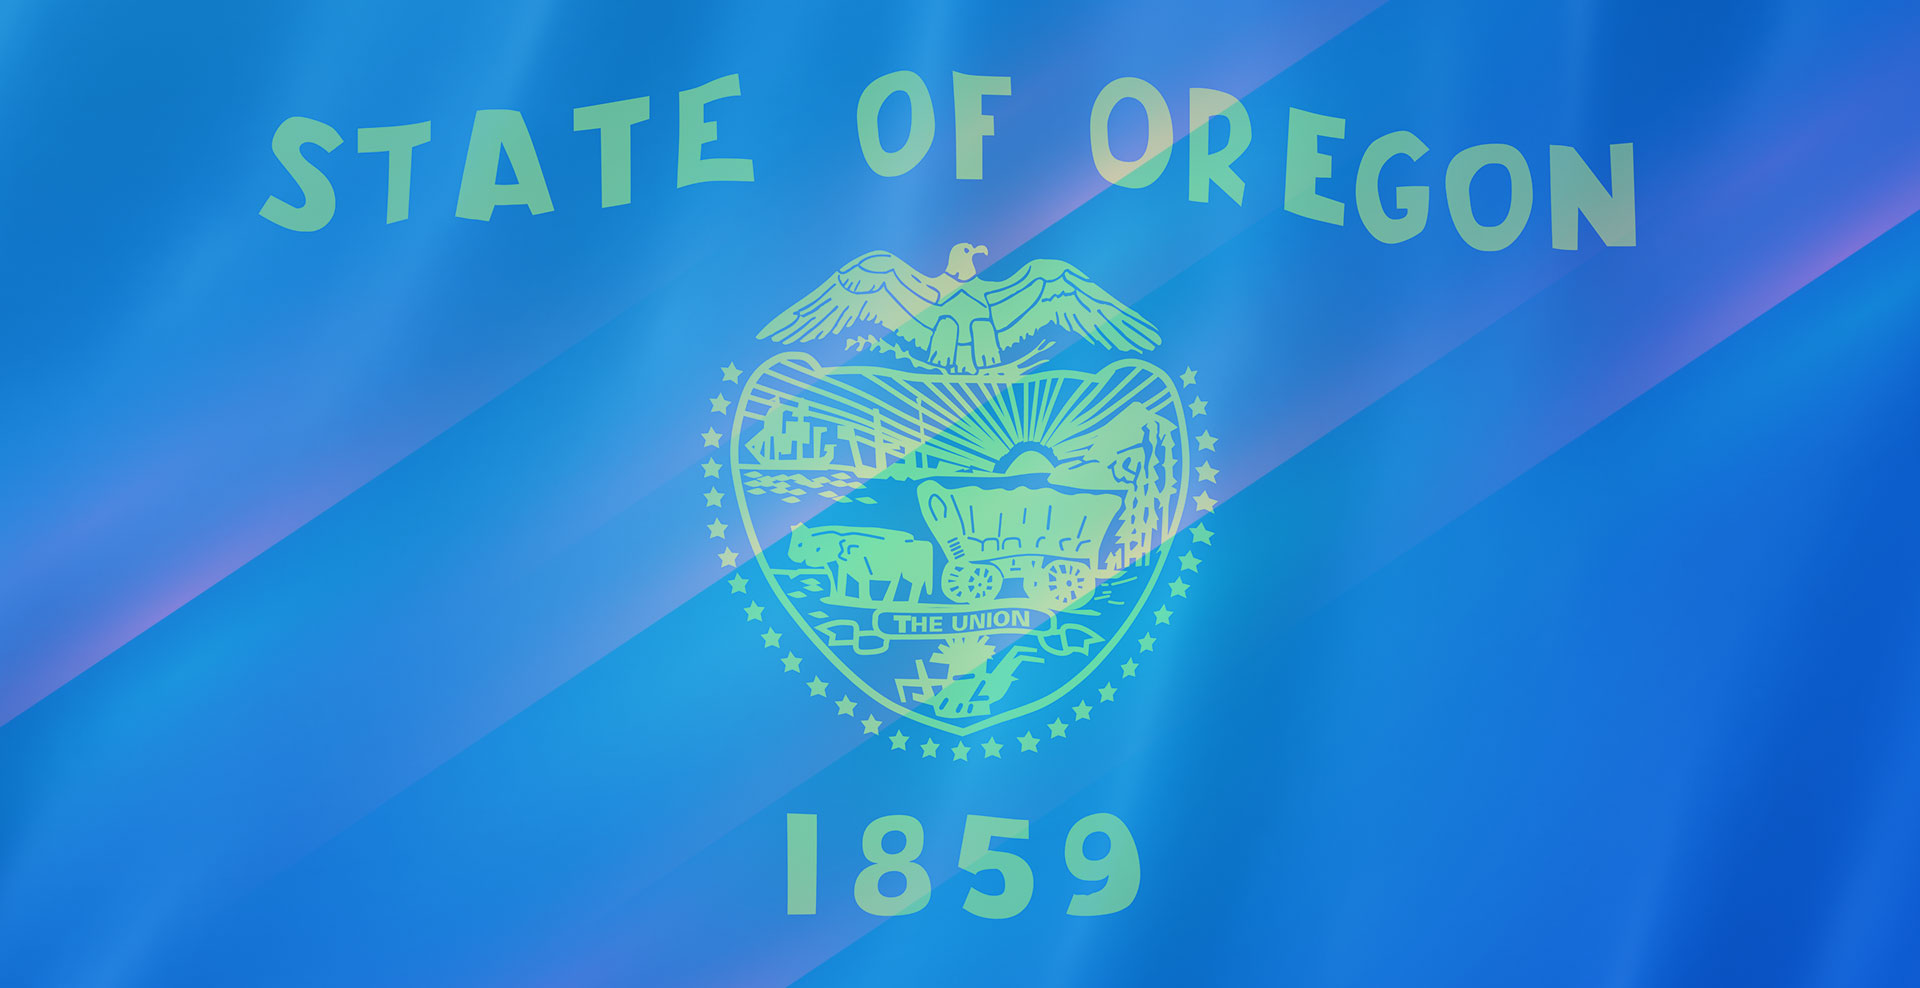 STATE OF OREGON
THE UNION
1859